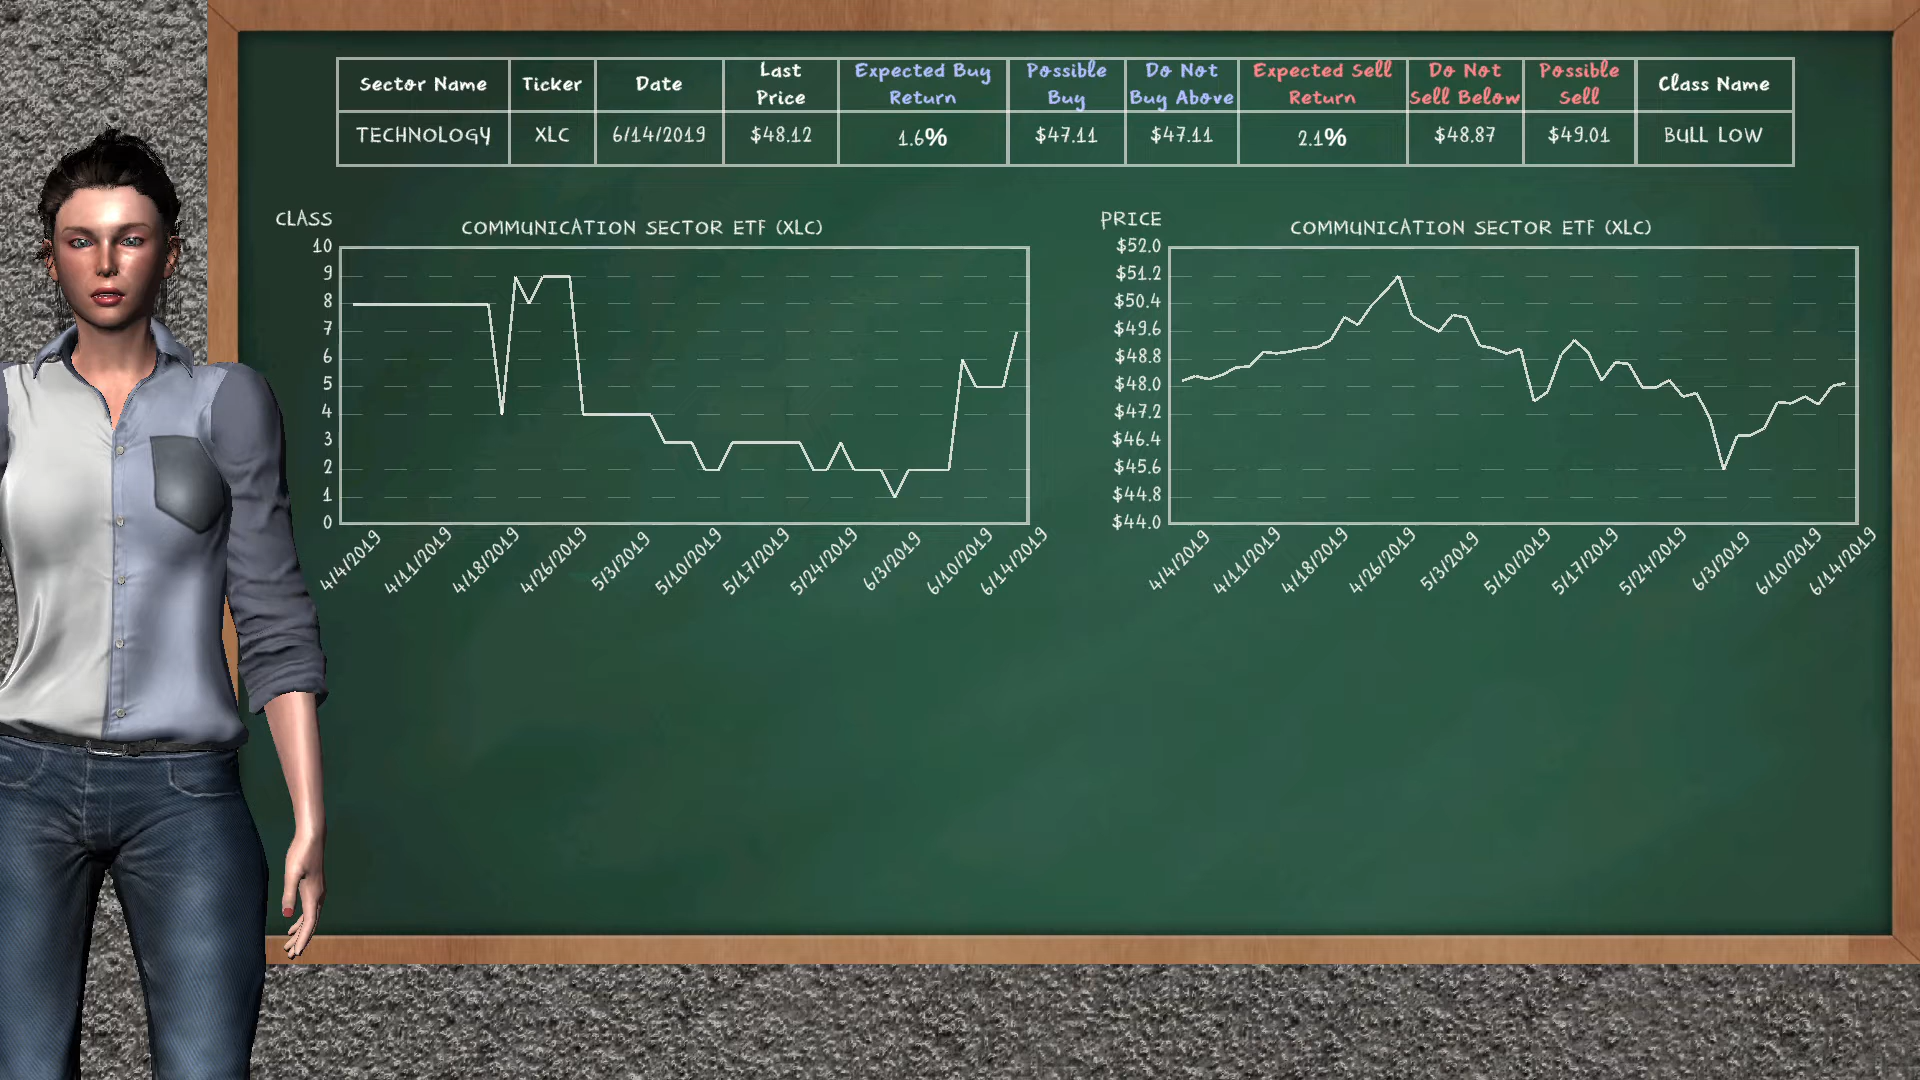 Sector Name Ticker Date Last Price Expected Buy Return Possible Buy Do Not Buy Above Expected Sell Return Do Not Sell Below Possible Sell Class Name
TECHNOLOGY XLC 6/14/2019 $48.12 1.6% $47.11 $47.11 2.1% $48.87 $49.01 BULL LOW
CLASS
COMMUNICATION SECTOR ETF (XLC)
10
9
8
7
6
5
4
3
2
1
0
4/4/2019 4/11/2019 4/18/2019 4/26/2019 5/3/2019 5/10/2019 5/17/2019 5/24/2019 6/3/2019 6/10/2019 6/14/2019
PRICE
COMMUNICATION SECTOR ETF (XLC)
$52.0
$51.2
$50.4
$49.6
$48.8
$48.0
$47.2
$46.4
$45.6
$44.8
$44.0
4/4/2019 4/11/2019 4/18/2019 4/26/2019 5/3/2019 5/10/2019 5/17/2019 5/24/2019 6/3/2019 6/10/2019 6/14/2019